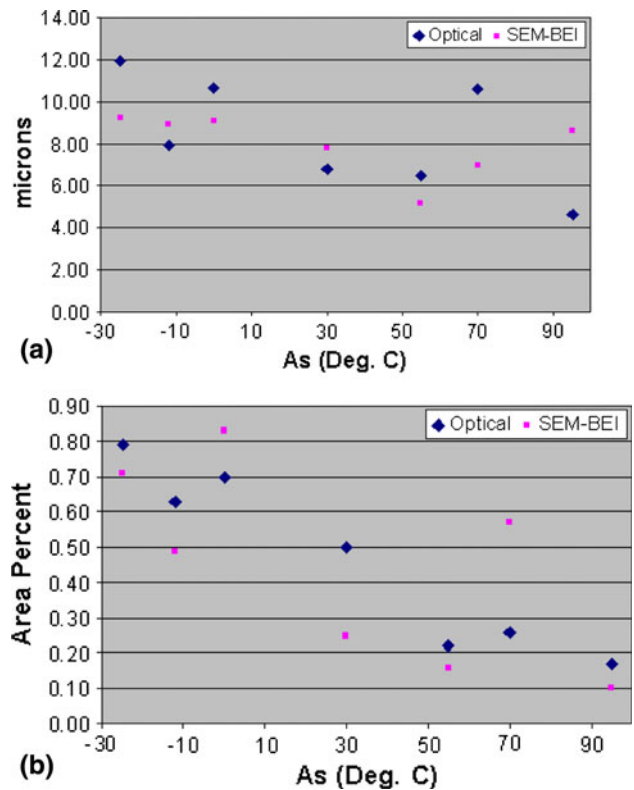 14.00
12.00
10.00
8.00
6.00
4.00
2.00
0.00
microns
Optical SEM-BEI
-30 -10 10 30 50 70 90
As (Deg. C)
(a)
0.90
0.80
0.70
0.60
0.50
0.40
0.30
0.20
0.10
0.00
Area Percent
Optical SEM-BEI
-30 -10 10 30 50 70 90
As (Deg. C)
(b)